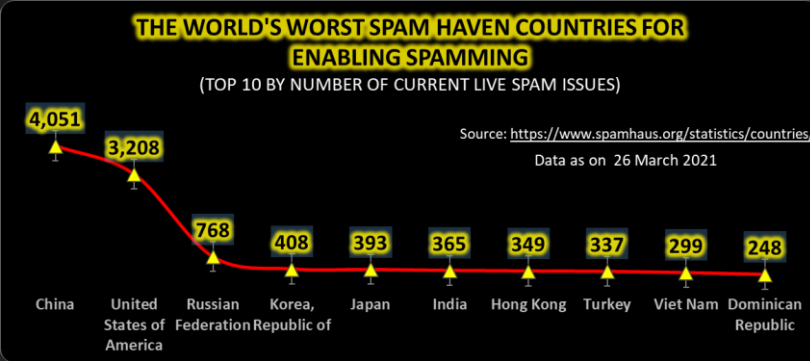 THE WORLD'S WORST SPAM HAVEN COUNTRIES FOR
ENABLING SPAMMING
(TOP 10 BY NUMBER OF CURRENT LIVE SPAM ISSUES)
Source: https://www.spamhaus.org/statistics/countries/
Data as on 26 March 2021
4,051
3,208
768
408
393
365
349
337
299
248
China
United
States of
America
Russian
Federation
Korea,
Republic of
Japan
India
Hong Kong
Turkey
Viet Nam
Dominican
Republic